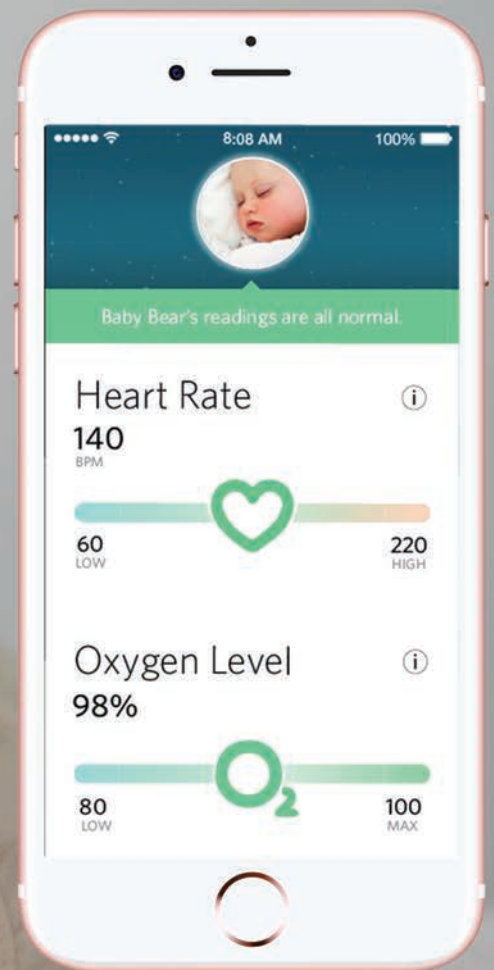 8:08 AM 100%
Baby Bear's readings are all normal.
Heart Rate
140
BPM
60 220
LOW HIGH
Oxygen Level
98%
O2
80 100
LOW MAX